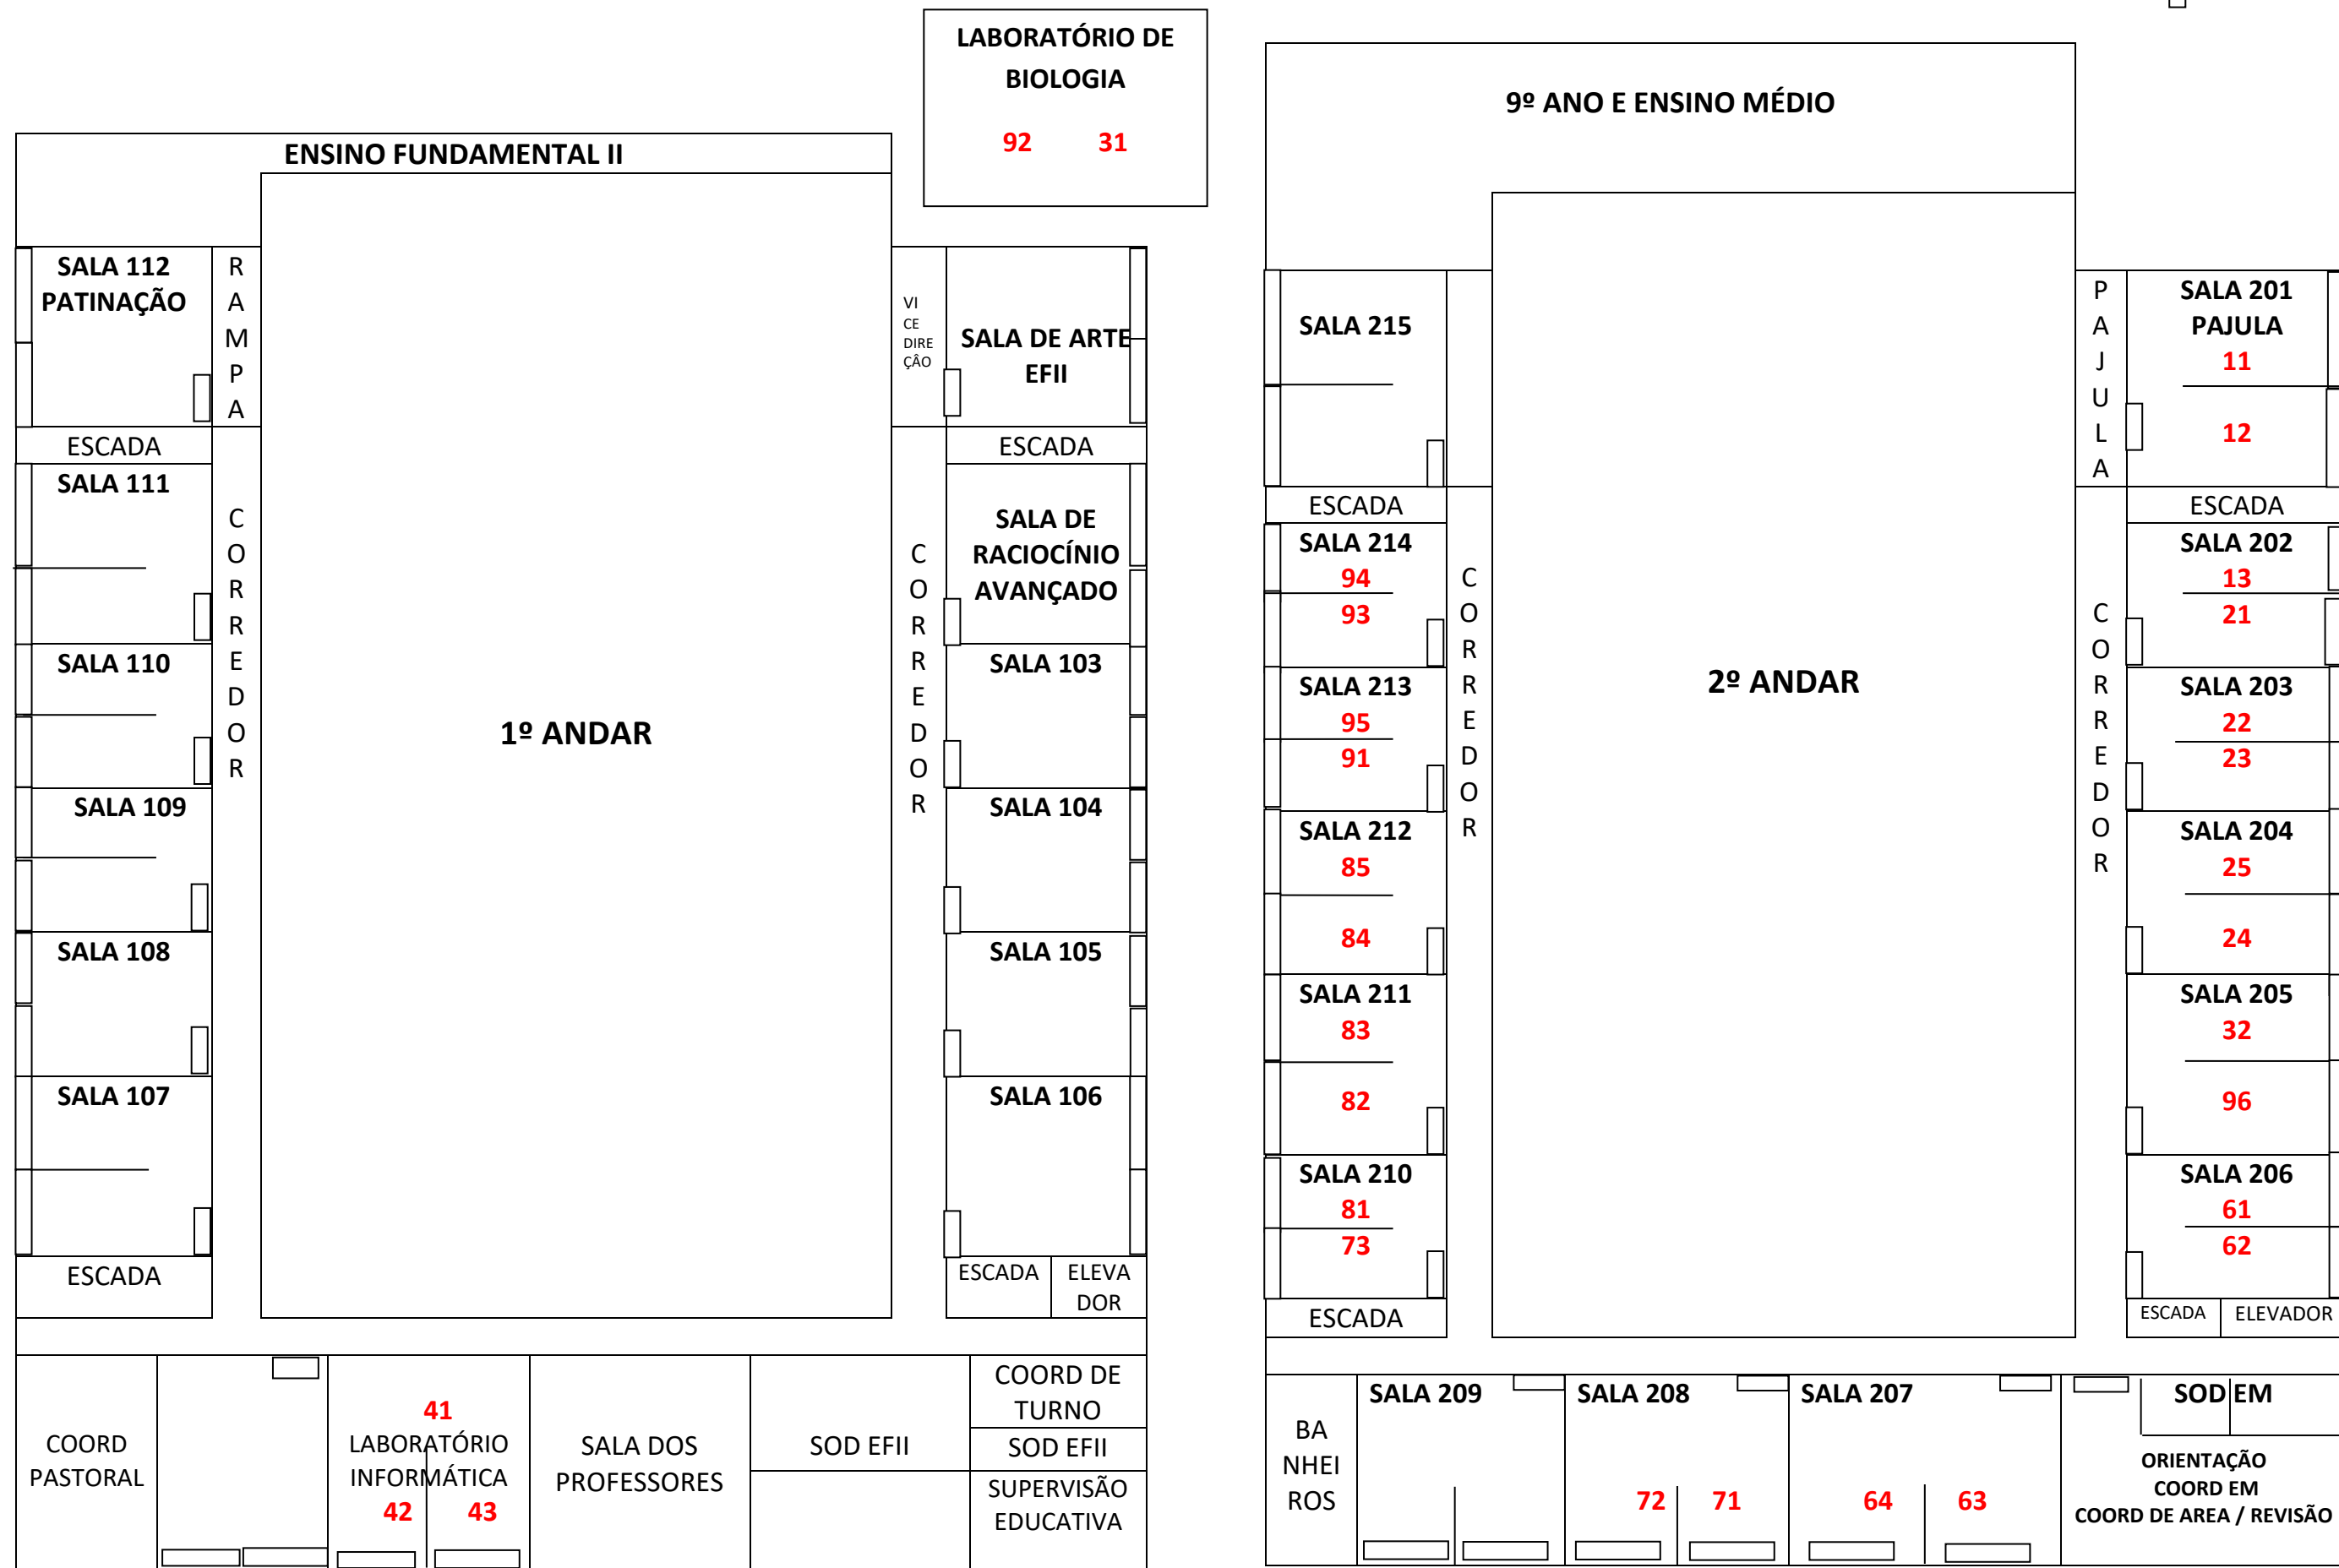 LABORATÓRIO DE
BIOLOGIA
92 31
ENSINO FUNDAMENTAL II
SALA 112
PATINAÇÃO
RAMPA
ESCADA
SALA 111
CORREDOR
SALA 110
SALA 109
SALA 108
SALA 107
ESCADA
1º ANDAR
VI
CE
DIRE
ÇÂO
SALA DE ARTE
EFII
ESCADA
CORREDOR
SALA DE
RACIOCÍNIO
AVANÇADO
SALA 103
SALA 104
SALA 105
SALA 106
ESCADA
ELEVA
DOR
COORD
PASTORAL
41
LABORATÓRIO
INFORMÁTICA
42 43
SALA DOS
PROFESSORES
SOD EFII
COORD DE
TURNO
SOD EFII
SUPERVISÃO
EDUCATIVA
9º ANO E ENSINO MÉDIO
SALA 215
ESCADA
SALA 214
94
93
SALA 213
95
91
SALA 212
85
84
SALA 211
83
82
SALA 210
81
73
ESCADA
CORREDOR
2º ANDAR
PAJULA
CORREDOR
SALA 201
PAJULA
11
12
ESCADA
SALA 202
13
21
SALA 203
22
23
SALA 204
25
24
SALA 205
32
96
SALA 206
61
62
ESCADA
ELEVADOR
BA
NHEI
ROS
SALA 209
SALA 208
72 71
SALA 207
64 63
SOD EM
ORIENTAÇÃO
COORD EM
COORD DE AREA / REVISÃO